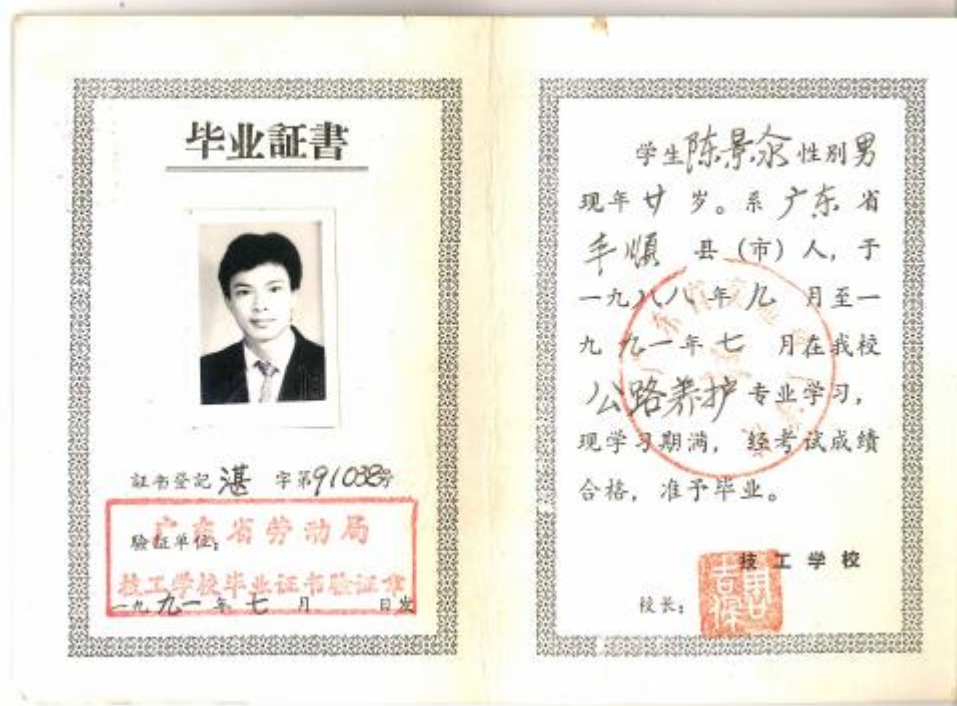 毕业証書
証书登記 湛 字第91038号
验証单位：广东省劳动局
技工学校毕业证书验证章
一九九一年七月 日发
学生陈景汆性别男
现年廿岁。系广东省
丰顺县（市）人，于
一九八八年九月至一
九九一年七月在我校
公路养护专业学习，
现学习期满，经考试成绩
合格，准予毕业。
技工学校
校长：